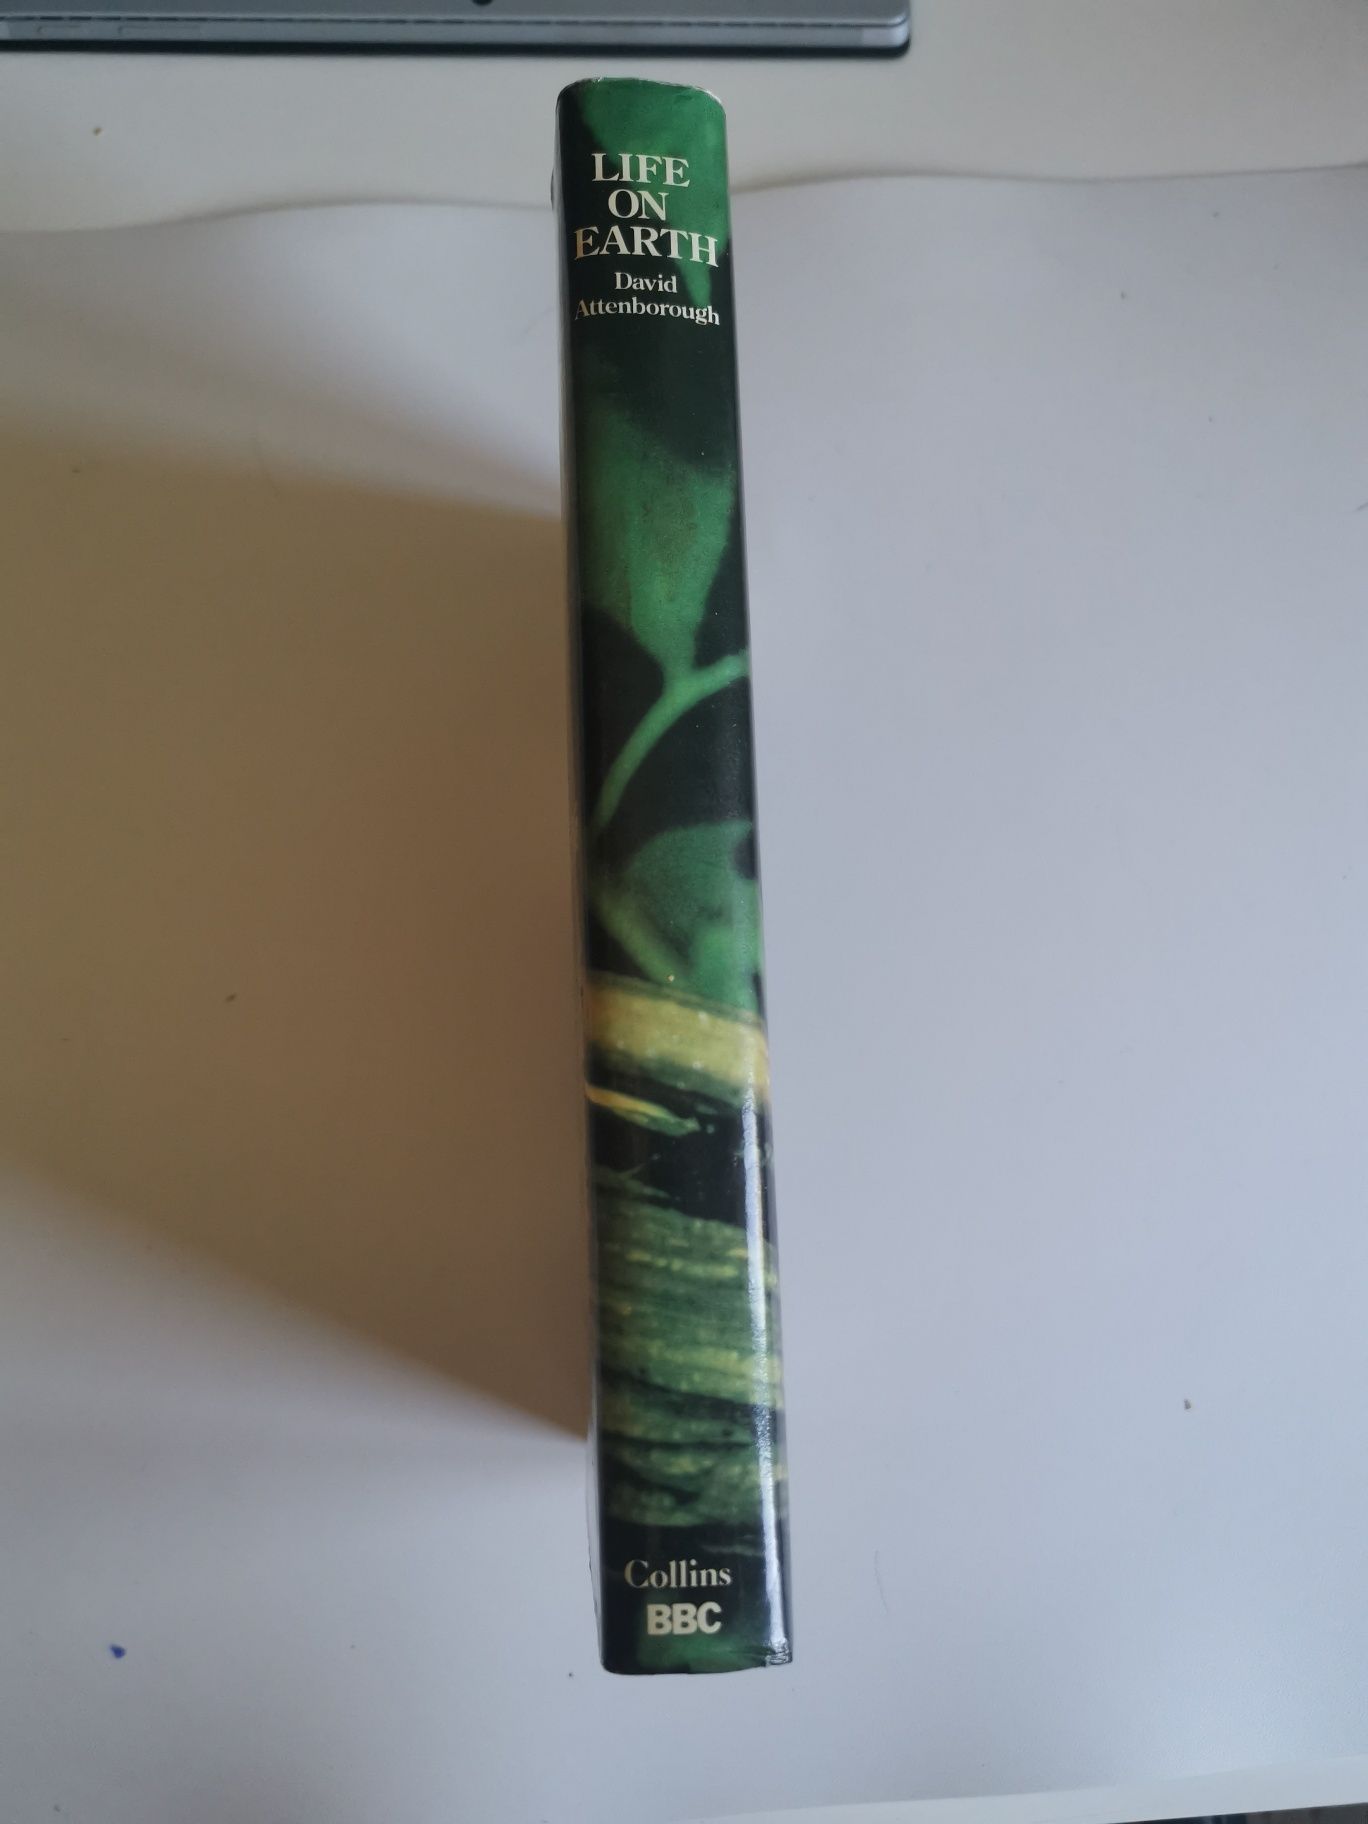 LIFE
ON
EARTH
David
Attenborough
Collins
BBC